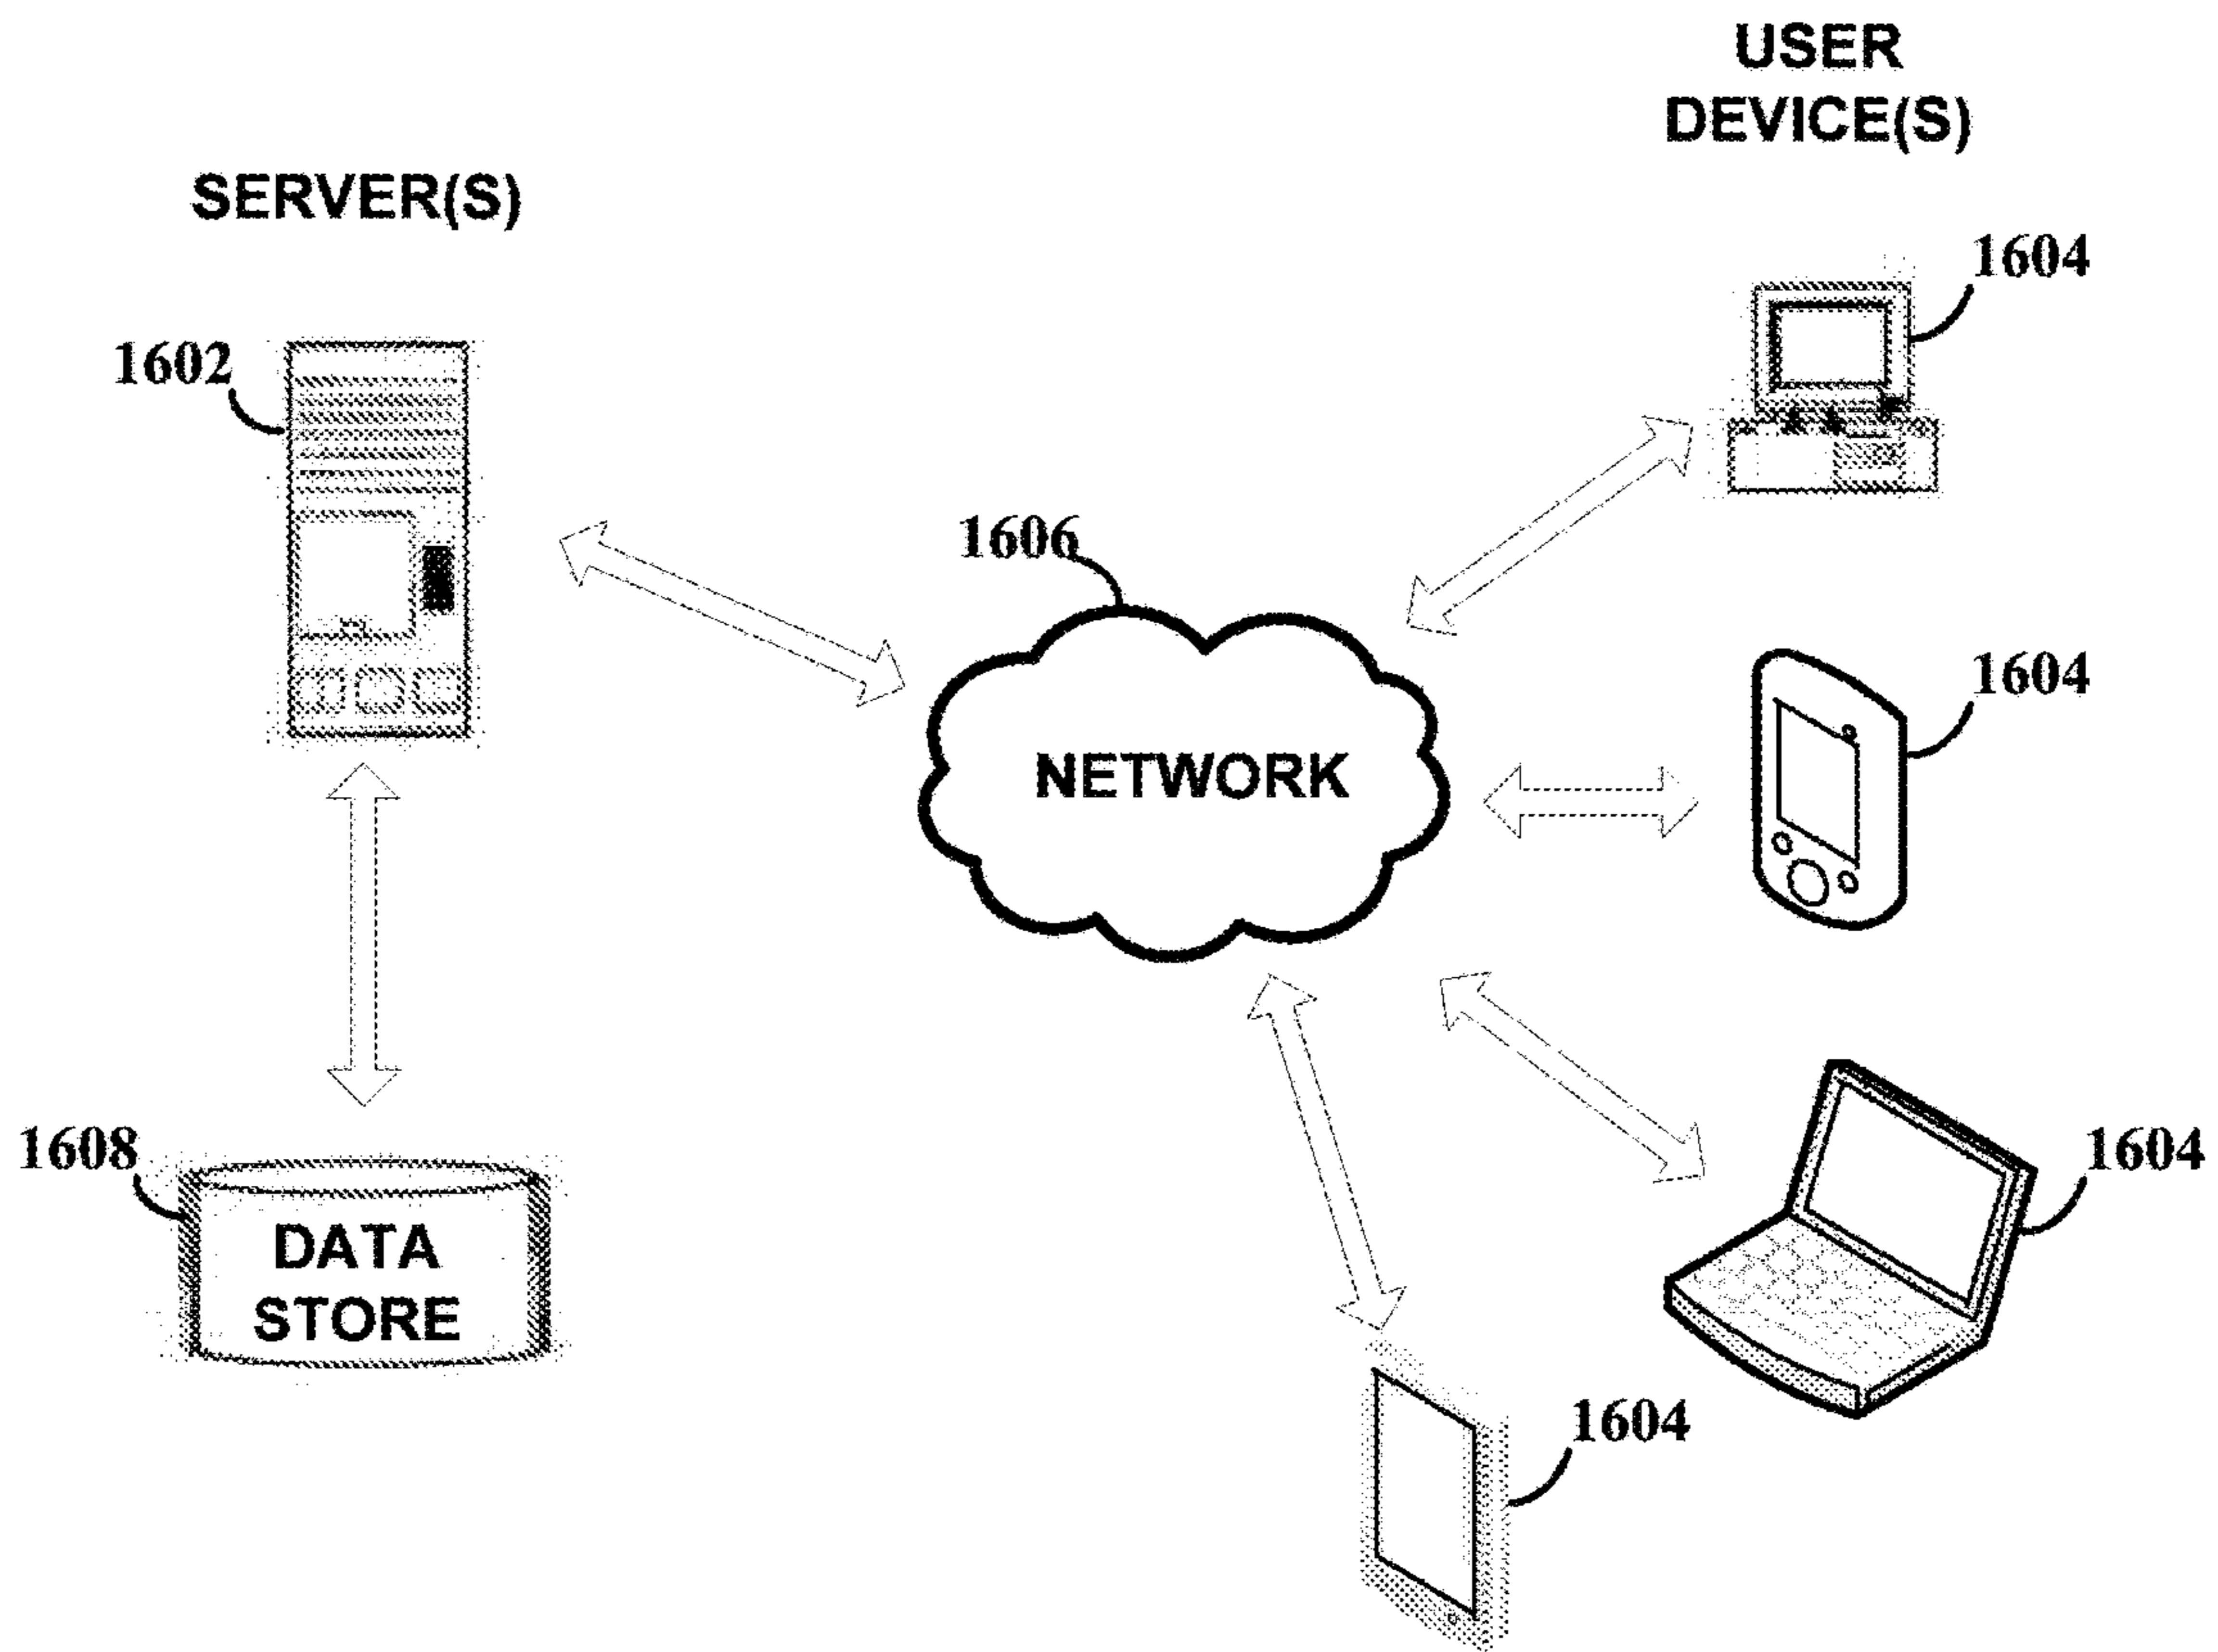 USER
DEVICE(S)
SERVER(S)
1604
1602
1606
1604
NETWORK
1608
1604
DATA
STORE
1604